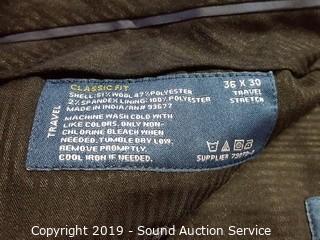 CLASSIC FIT
SHELL: 51% WOOL 47% POLYESTER
2% SPANDEX LINING: 100% POLYESTER
MADE IN INDIA/RN# 93677
MACHINE WASH COLD WITH
LIKE COLORS. ONLY NON-
CHLORINE BLEACH WHEN
NEEDED. TUMBLE DRY LOW.
REMOVE PROMPTLY.
COOL IRON IF NEEDED.
TRAVEL
36 X 30
TRAVEL
STRETCH
SUPPLIER
Copyright 2019 - Sound Auction Service